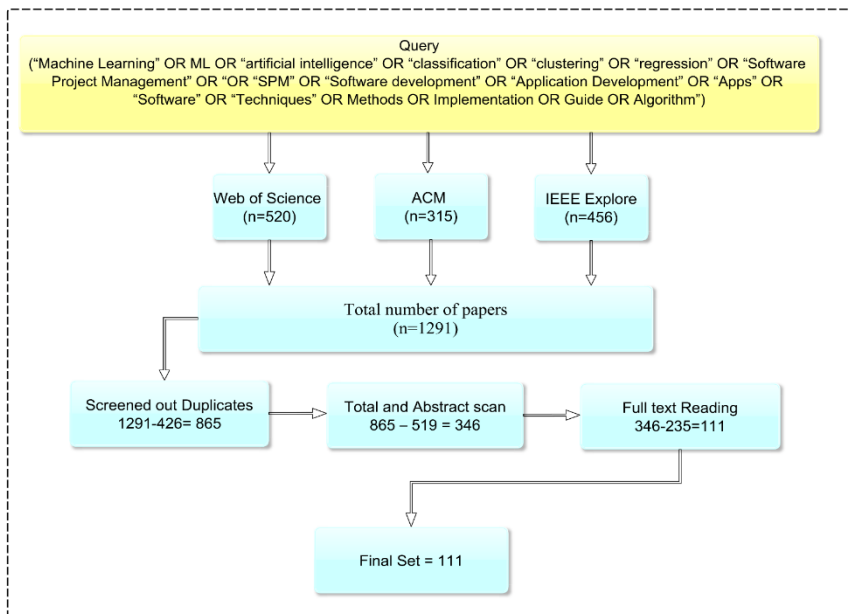 Query
(“Machine Learning” OR ML OR “artificial intelligence” OR “classification” OR “clustering” OR “regression” OR “Software
Project Management” OR “OR “SPM” OR “Software development” OR “Application Development” OR “Apps” OR
“Software” OR “Techniques” OR Methods OR Implementation OR Guide OR Algorithm”)
Web of Science
(n=520)
ACM
(n=315)
IEEE Explore
(n=456)
Total number of papers
(n=1291)
Screened out Duplicates
1291-426= 865
Total and Abstract scan
865 – 519 = 346
Full text Reading
346-235=111
Final Set = 111